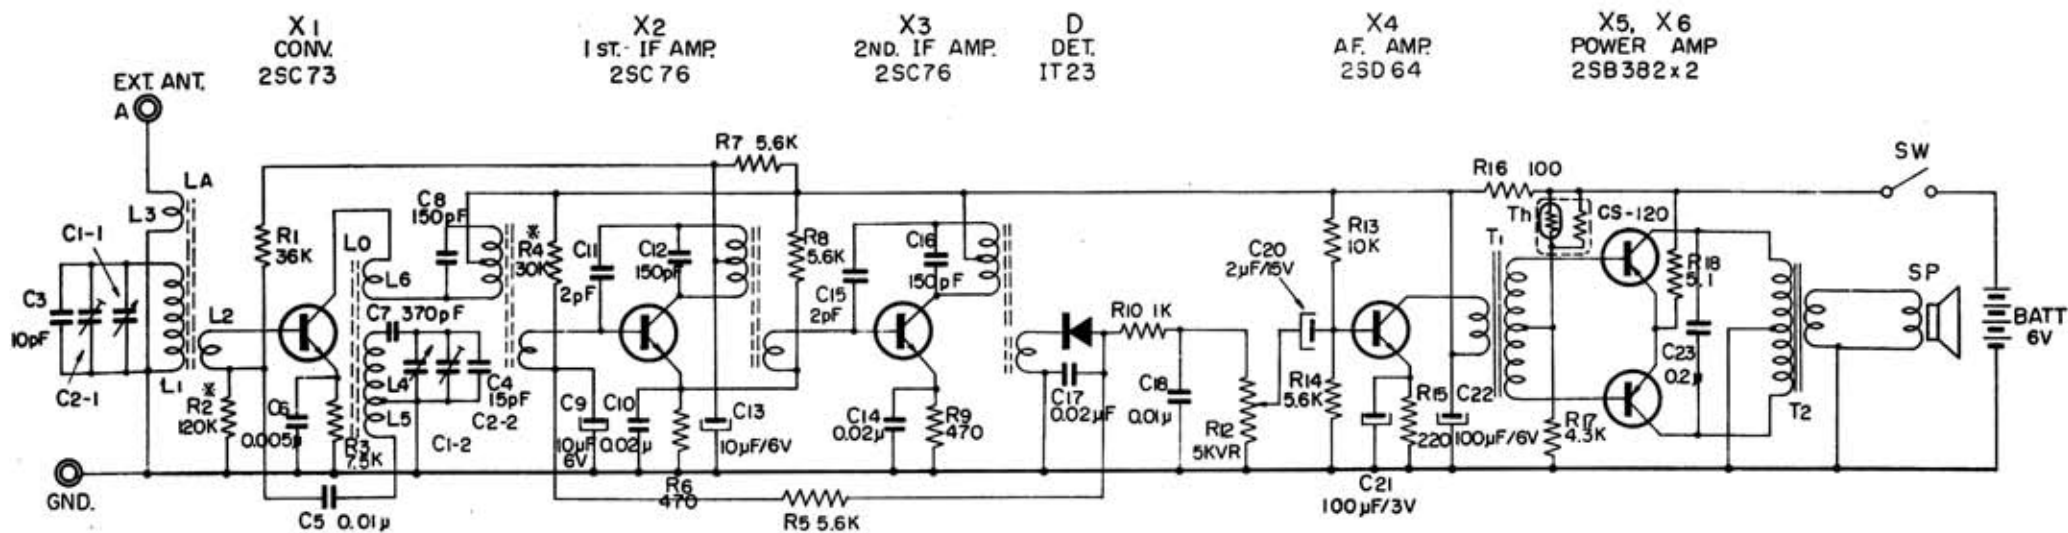 X1
CONV.
2SC73
X2
1ST. IF AMP.
2SC76
X3
2ND. IF AMP.
2SC76
D
DET.
IT23
X4
AF. AMP.
2SD64
X5, X6
POWER AMP
2SB382x2
EXT. ANT.
A
LA
L3
C1-1
C3
10pF
C2-1
L1
L2
*
R2
120K
R1
36K
C6
0.005μ
R3
7.5K
LO
L6
C8
150pF
C7 370pF
L4
L5
C4
15pF
C2-2
C1-2
C5 0.01μ
GND.
*
R4
30K
C11
2pF
C12
150pF
C9
10μF
6V
C10
0.02μ
R6
470
R7 5.6K
C13
10μF/6V
R5 5.6K
R8
5.6K
C15
2pF
C16
150pF
C14
0.02μ
R9
470
C17
0.02μF
R10 1K
C18
0.01μ
R12
5KVR
C20
2μF/15V
R13
10K
R14
5.6K
C21
100μF/3V
R15
220
C22
100μF/6V
R16 100
Th
CS-120
T1
R17
4.3K
R18
5.1
C23
0.2μ
T2
SP
SW
BATT
6V